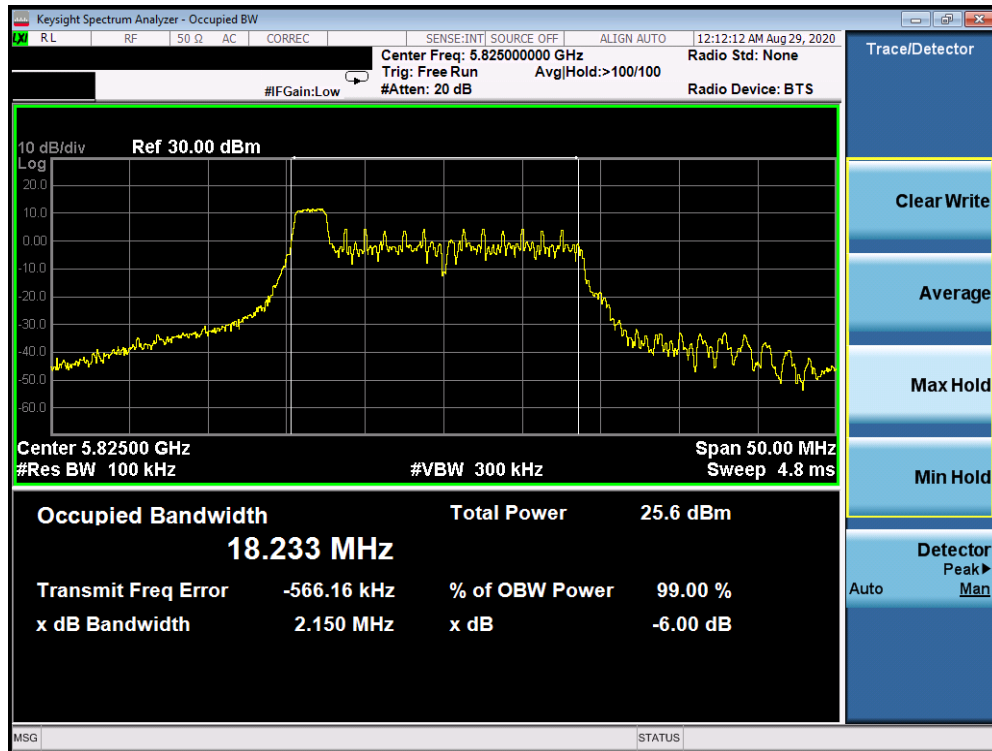 Keysight Spectrum Analyzer - Occupied BW
LXI RL RF 50 Ω AC CORREC SENSE:INT SOURCE OFF ALIGN AUTO 12:12:12 AM Aug 29, 2020
Center Freq: 5.825000000 GHz Radio Std: None
Trig: Free Run Avg|Hold:>100/100
#IFGain:Low #Atten: 20 dB Radio Device: BTS
10 dB/div Ref 30.00 dBm
Log
20.0
10.0
0.00
-10.0
-20.0
-30.0
-40.0
-50.0
-60.0
Center 5.82500 GHz Span 50.00 MHz
#Res BW 100 kHz #VBW 300 kHz Sweep 4.8 ms
Occupied Bandwidth Total Power 25.6 dBm
18.233 MHz
Transmit Freq Error -566.16 kHz % of OBW Power 99.00 %
x dB Bandwidth 2.150 MHz x dB -6.00 dB
MSG STATUS
Trace/Detector
Clear Write
Average
Max Hold
Min Hold
Detector
Peak▶
Auto Man